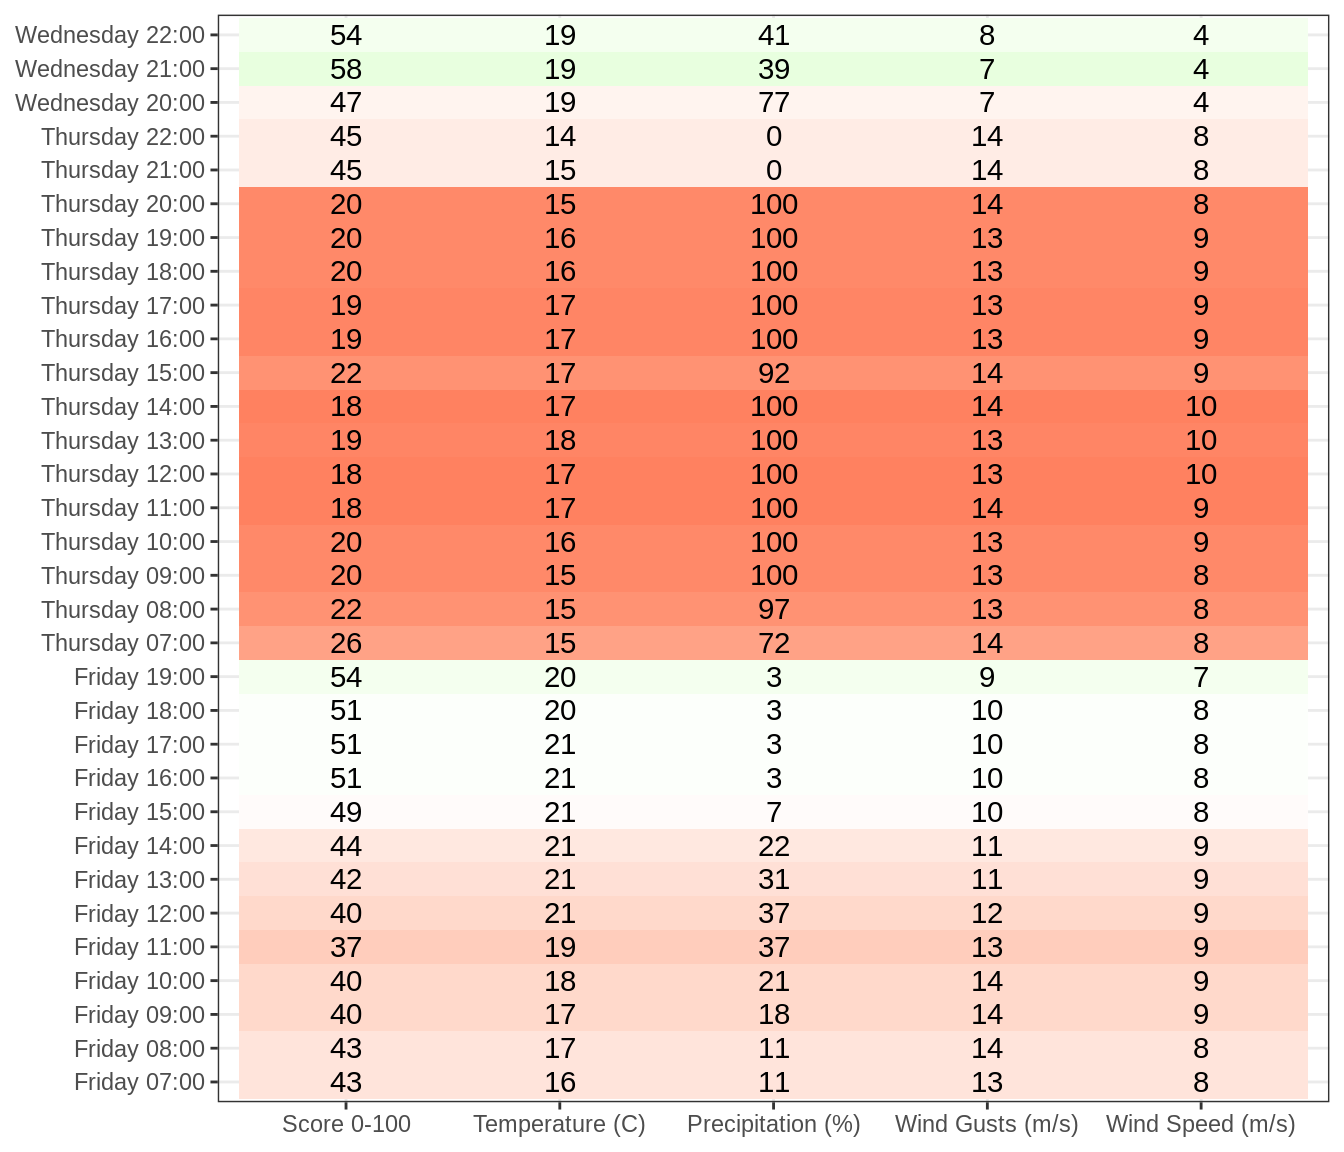 Wednesday 22:00 54 19 41 8 4
Wednesday 21:00 58 19 39 7 4
Wednesday 20:00 47 19 77 7 4
Thursday 22:00 45 14 0 14 8
Thursday 21:00 45 15 0 14 8
Thursday 20:00 20 15 100 14 8
Thursday 19:00 20 16 100 13 9
Thursday 18:00 20 16 100 13 9
Thursday 17:00 19 17 100 13 9
Thursday 16:00 19 17 100 13 9
Thursday 15:00 22 17 92 14 9
Thursday 14:00 18 17 100 14 10
Thursday 13:00 19 18 100 13 10
Thursday 12:00 18 17 100 13 10
Thursday 11:00 18 17 100 14 9
Thursday 10:00 20 16 100 13 9
Thursday 09:00 20 15 100 13 8
Thursday 08:00 22 15 97 13 8
Thursday 07:00 26 15 72 14 8
Friday 19:00 54 20 3 9 7
Friday 18:00 51 20 3 10 8
Friday 17:00 51 21 3 10 8
Friday 16:00 51 21 3 10 8
Friday 15:00 49 21 7 10 8
Friday 14:00 44 21 22 11 9
Friday 13:00 42 21 31 11 9
Friday 12:00 40 21 37 12 9
Friday 11:00 37 19 37 13 9
Friday 10:00 40 18 21 14 9
Friday 09:00 40 17 18 14 9
Friday 08:00 43 17 11 14 8
Friday 07:00 43 16 11 13 8
Score 0-100 Temperature (C) Precipitation (%) Wind Gusts (m/s) Wind Speed (m/s)